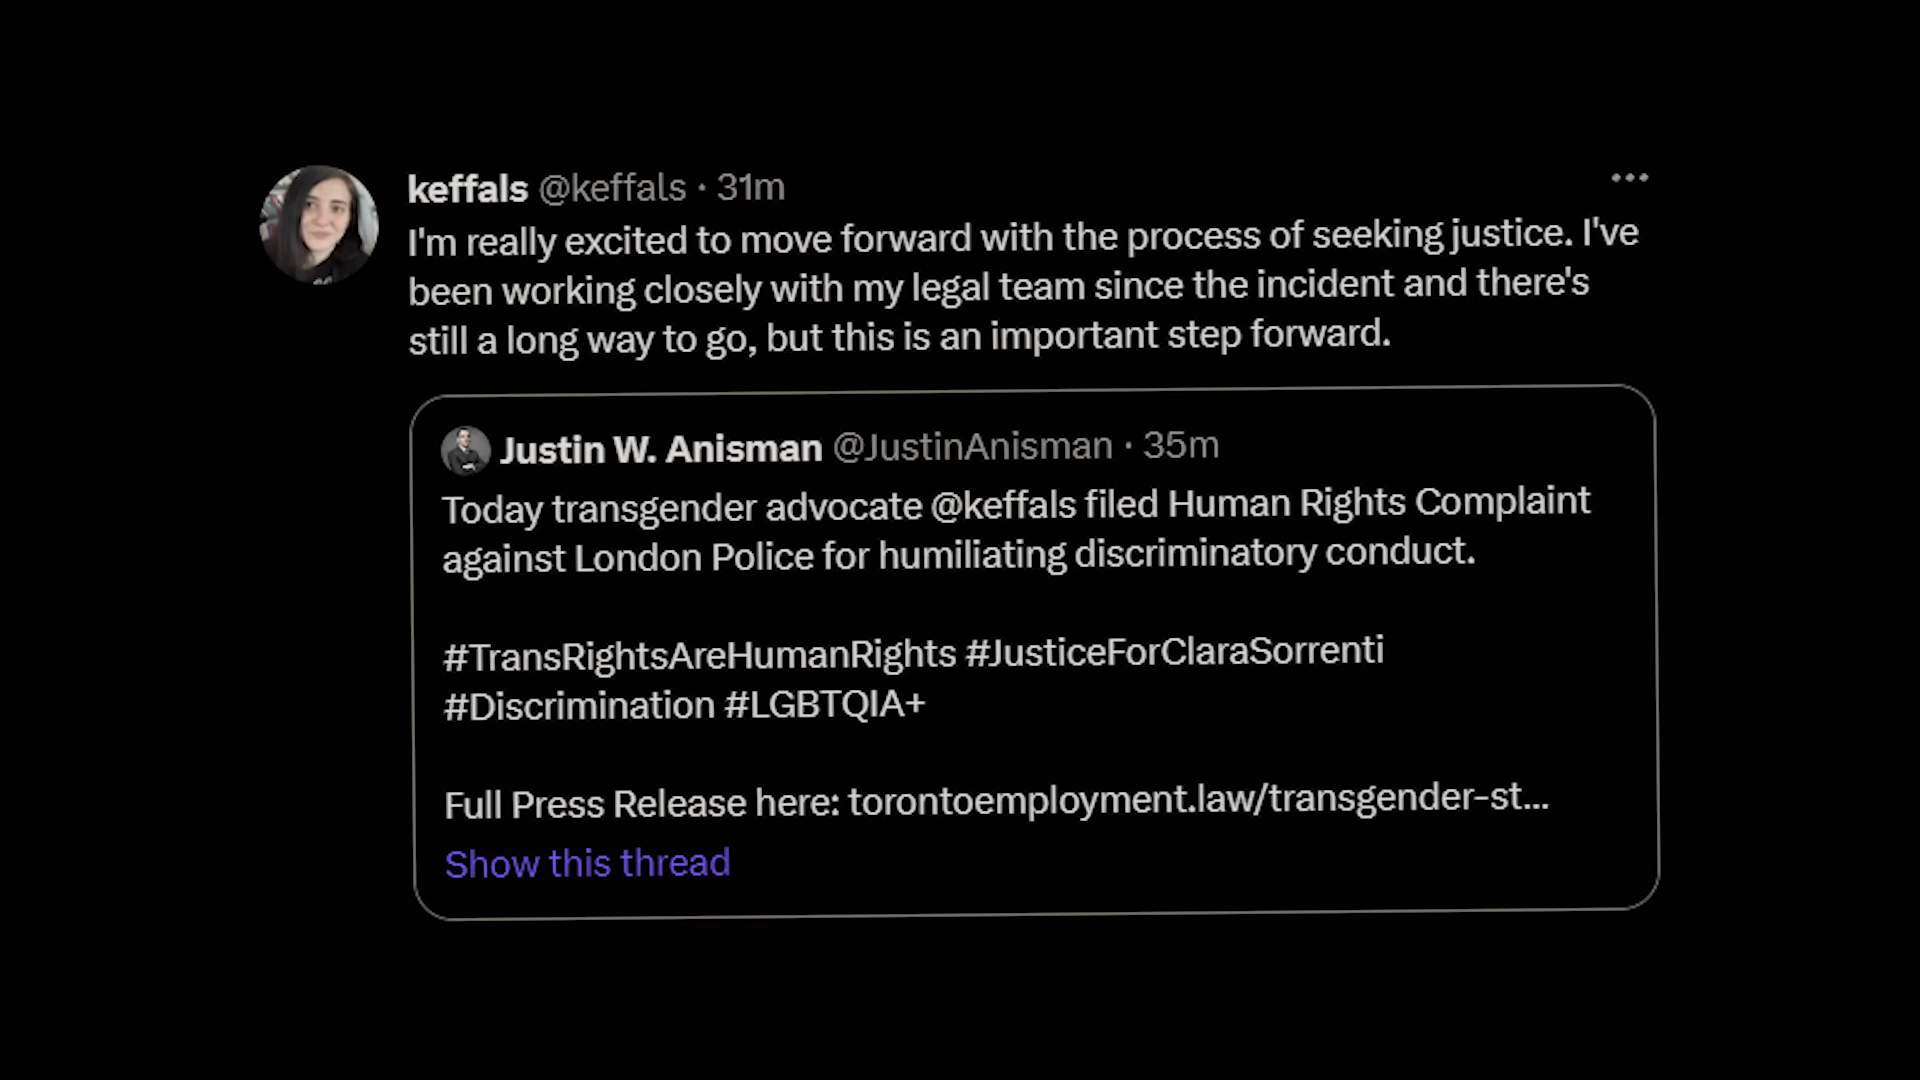 keffals @keffals · 31m
I'm really excited to move forward with the process of seeking justice. I've
been working closely with my legal team since the incident and there's
still a long way to go, but this is an important step forward.
Justin W. Anisman @JustinAnisman · 35m
Today transgender advocate @keffals filed Human Rights Complaint
against London Police for humiliating discriminatory conduct.
#TransRightsAreHumanRights #JusticeForClaraSorrenti
#Discrimination #LGBTQIA+
Full Press Release here: torontoemployment.law/transgender-st...
Show this thread